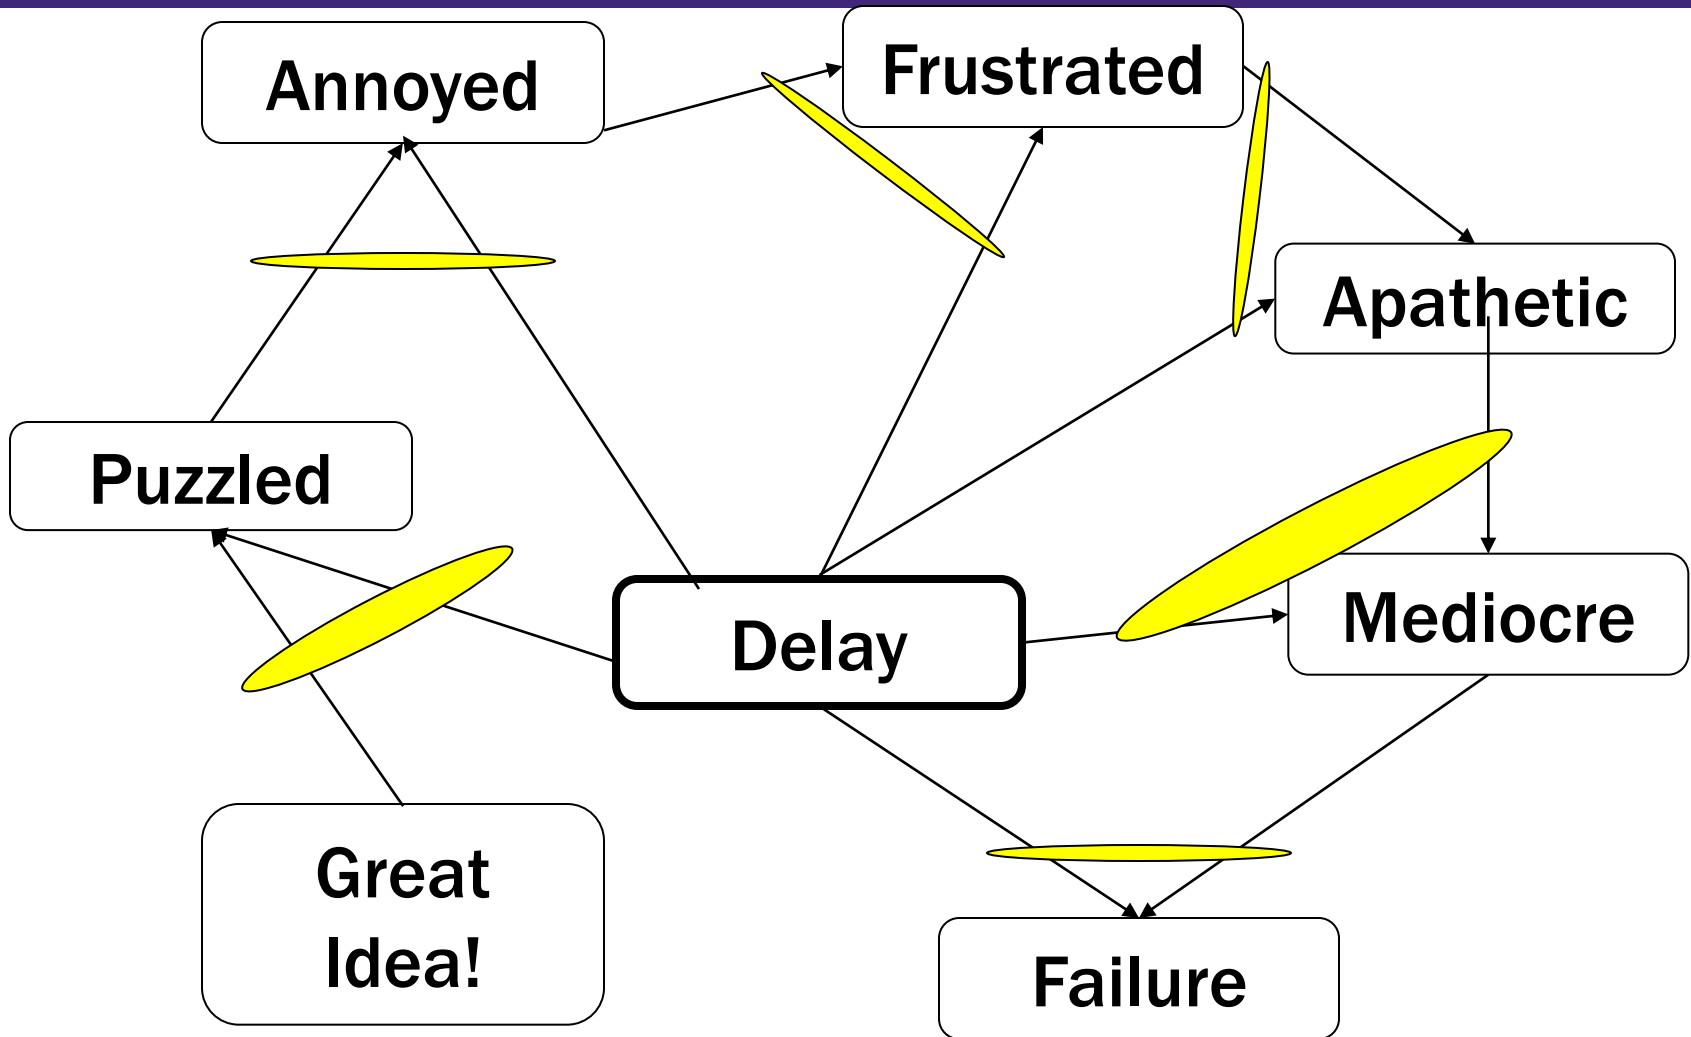 Annoyed
Frustrated
Apathetic
Puzzled
Delay
Mediocre
Great
Idea!
Failure